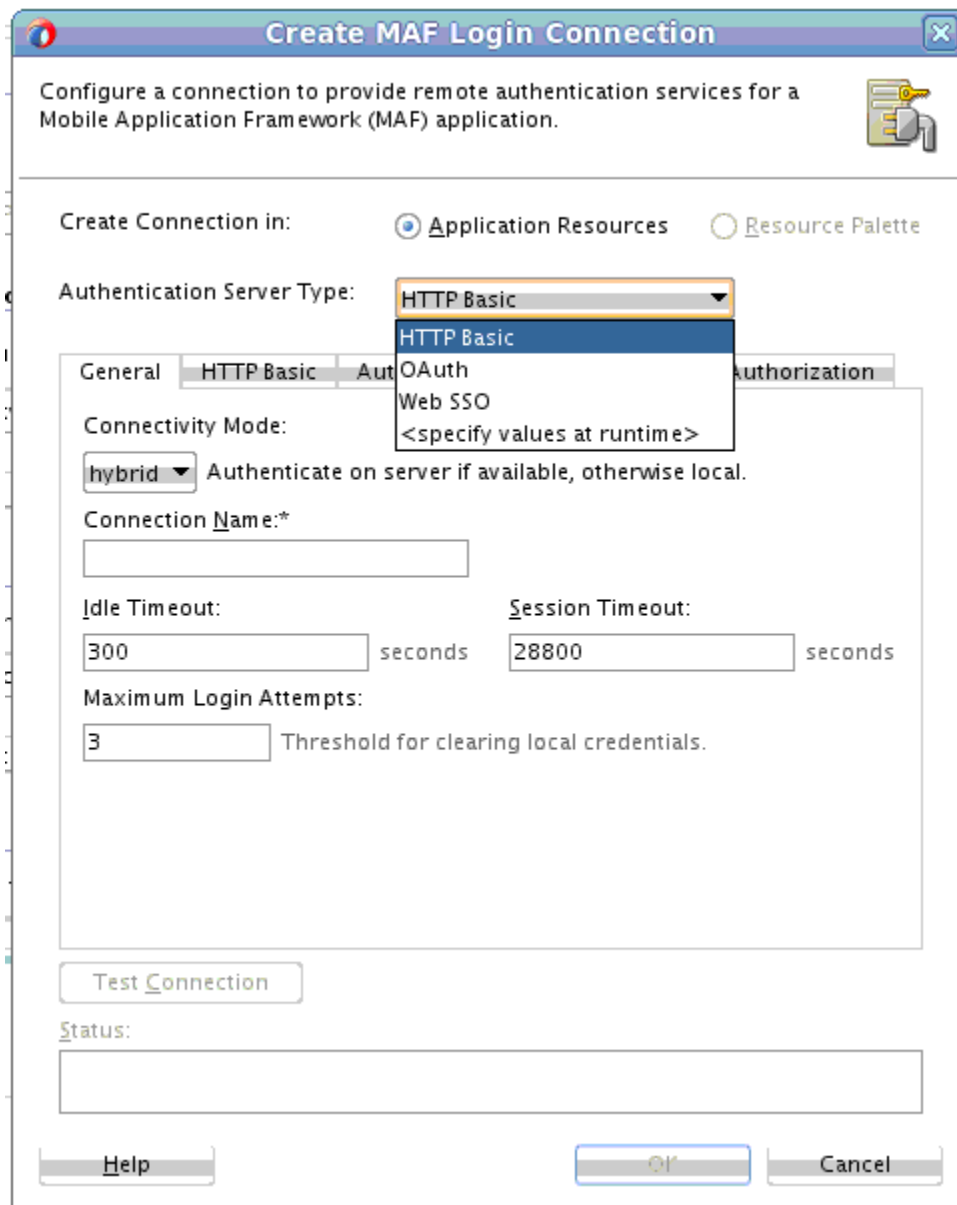 Create MAF Login Connection
Configure a connection to provide remote authentication services for a
Mobile Application Framework (MAF) application.
Create Connection in: Application Resources Resource Palette
Authentication Server Type: HTTP Basic
HTTP Basic
OAuth
Web SSO
<specify values at runtime>
General HTTP Basic Authorization
Connectivity Mode:
hybrid Authenticate on server if available, otherwise local.
Connection Name:*
Idle Timeout: Session Timeout:
300 seconds 28800 seconds
Maximum Login Attempts:
3 Threshold for clearing local credentials.
Test Connection
Status:
Help Cancel